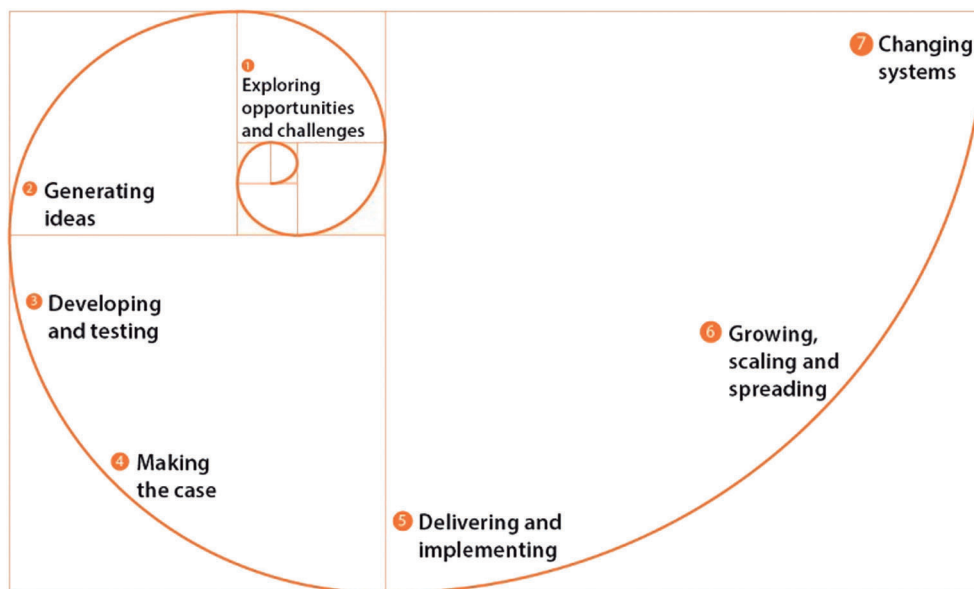 1 Exploring
opportunities
and challenges
2 Generating
ideas
3 Developing
and testing
4 Making
the case
5 Delivering and
implementing
6 Growing,
scaling and
spreading
7 Changing
systems